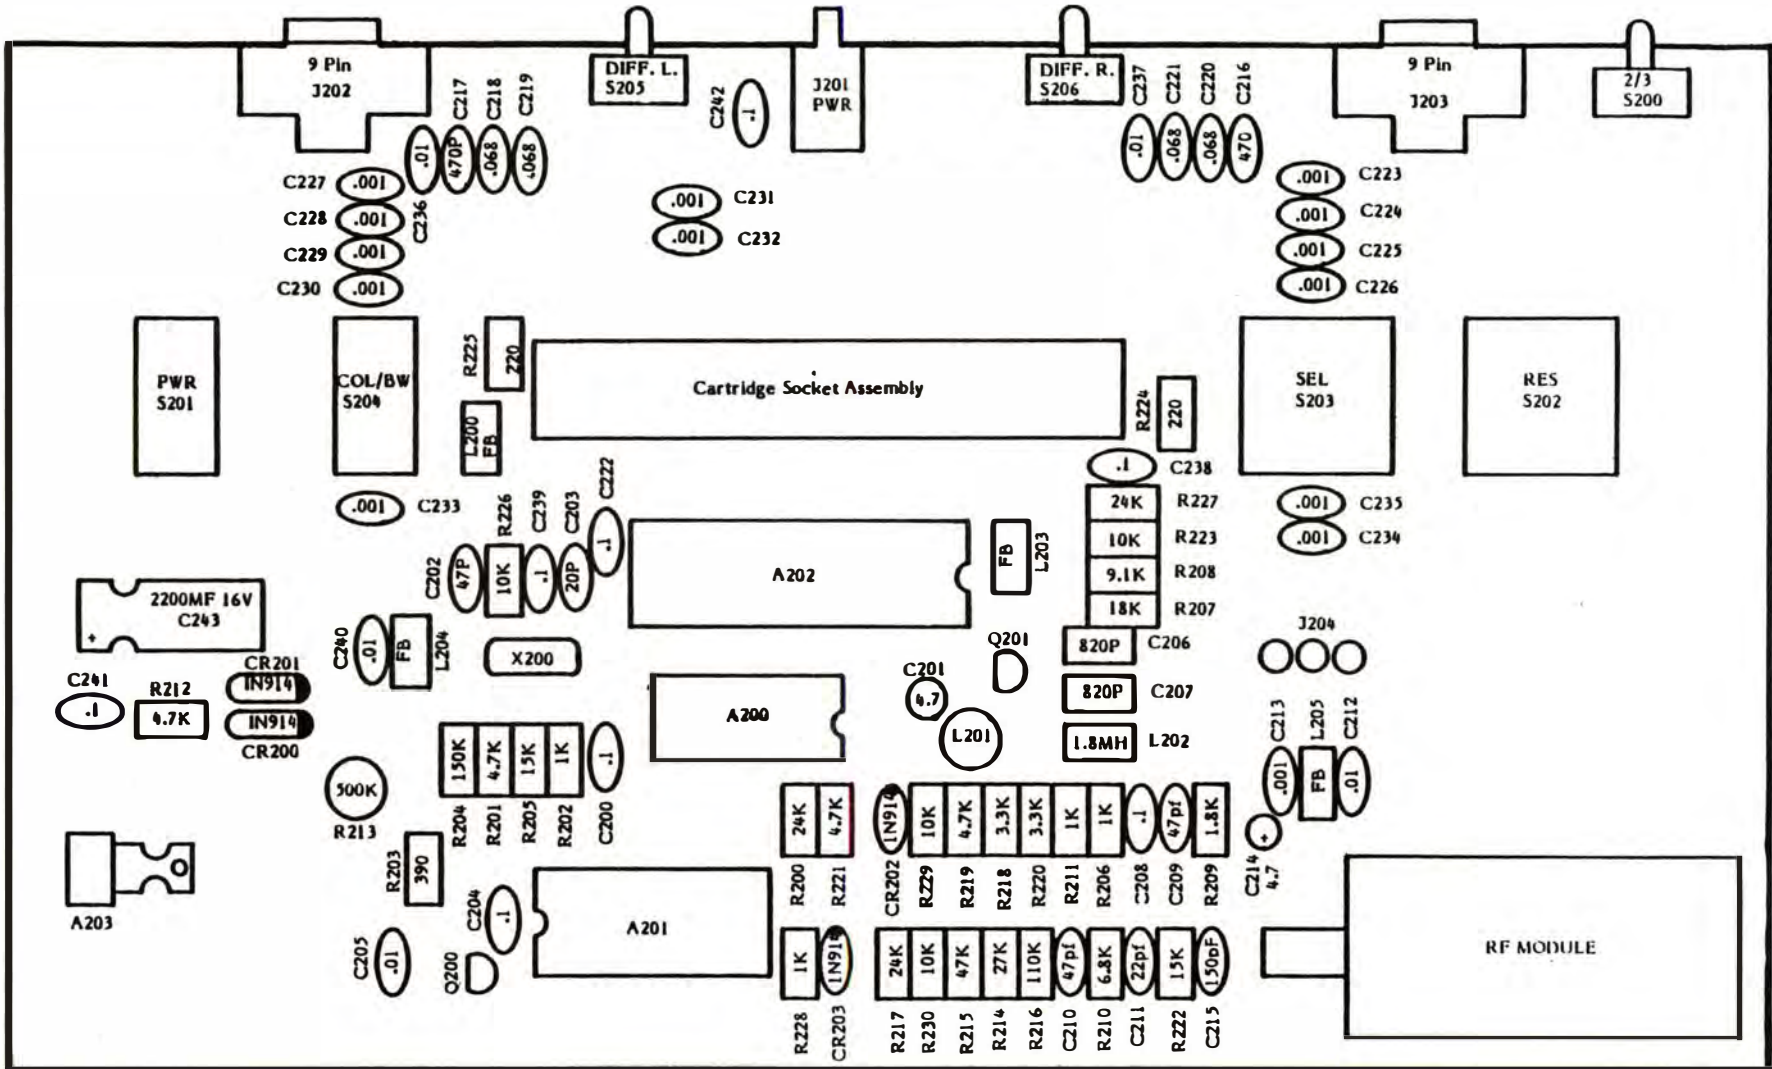 9 Pin
J202
DIFF. L.
S205
J201
PWR
DIFF. R.
S206
9 Pin
J203
2/3
S200
C217
C218
C219
C242
.1
C237
C221
C220
C216
.01
470P
.068
.068
.01
.068
.068
470
C236
C227
.001
C228
.001
C229
.001
C230
.001
.001
C231
.001
C232
.001
C223
.001
C224
.001
C225
.001
C226
PWR
S201
COL/BW
S204
R225
220
L200
FB
Cartridge Socket Assembly
R224
220
SEL
S203
RES
S202
.1
C238
.001
C233
R226
C239
C203
C222
.1
C202
47P
10K
.1
20P
A202
FB
L203
24K
R227
10K
R223
9.1K
R208
18K
R207
.001
C235
.001
C234
2200MF 16V
C243
+
C240
.01
FB
L204
X200
Q201
820P
C206
J204
C241
.1
R212
4.7K
CR201
IN914
IN914
CR200
A200
C201
4.7
L201
820P
C207
1.8MH
L202
C213
L205
C212
.001
FB
.01
500K
R213
150K
4.7K
15K
1K
.1
R204
R201
R205
R202
C200
24K
4.7K
1N914
10K
4.7K
3.3K
3.3K
1K
1K
.1
47pf
1.8K
R200
R221
CR202
R229
R219
R218
R220
R211
R206
C208
C209
R209
+
C214
4.7
A203
R203
390
C204
.1
C205
.01
Q200
A201
1K
1N914
24K
10K
47K
27K
110K
47pf
6.8K
22pf
15K
150pF
R228
CR203
R217
R230
R215
R214
R216
C210
R210
C211
R222
C215
RF MODULE